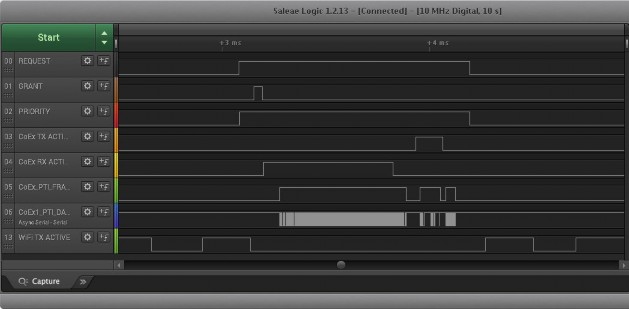 Saleae Logic 1.2.13 - [Connected] - [10 MHz Digital, 10 s]
Start
+3 ms +4 ms
00 REQUEST
01 GRANT
02 PRIORITY
03 CoEx TX ACTI...
04 CoEx RX ACTI...
05 CoEx_PTI_FRA...
06 CoEx1_PTI_DA...
Async Serial - Serial
13 WiFi TX ACTIVE
Capture